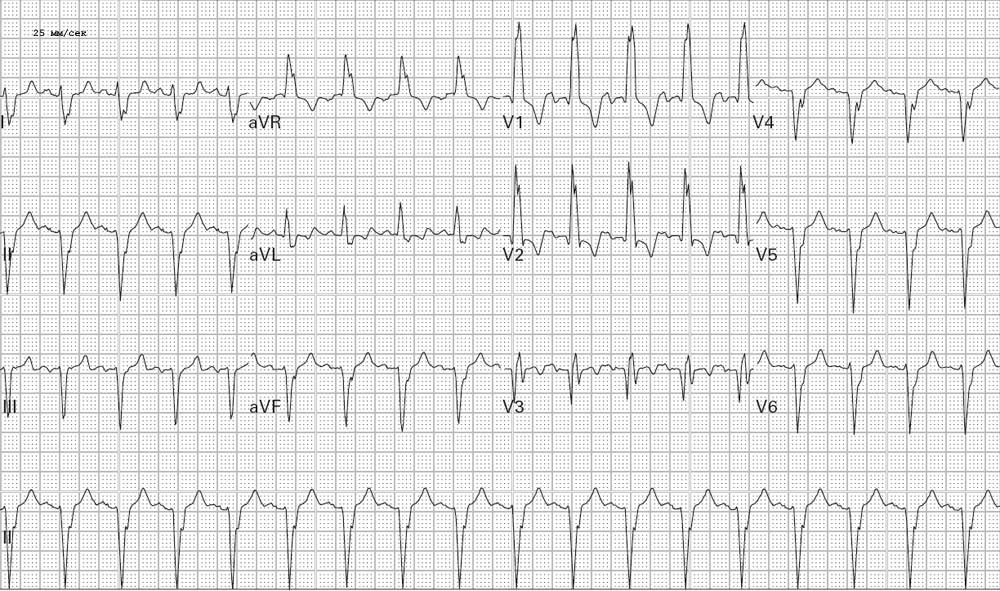 25 мм/сек
I aVR V1 V4
II aVL V2 V5
III aVF V3 V6
II